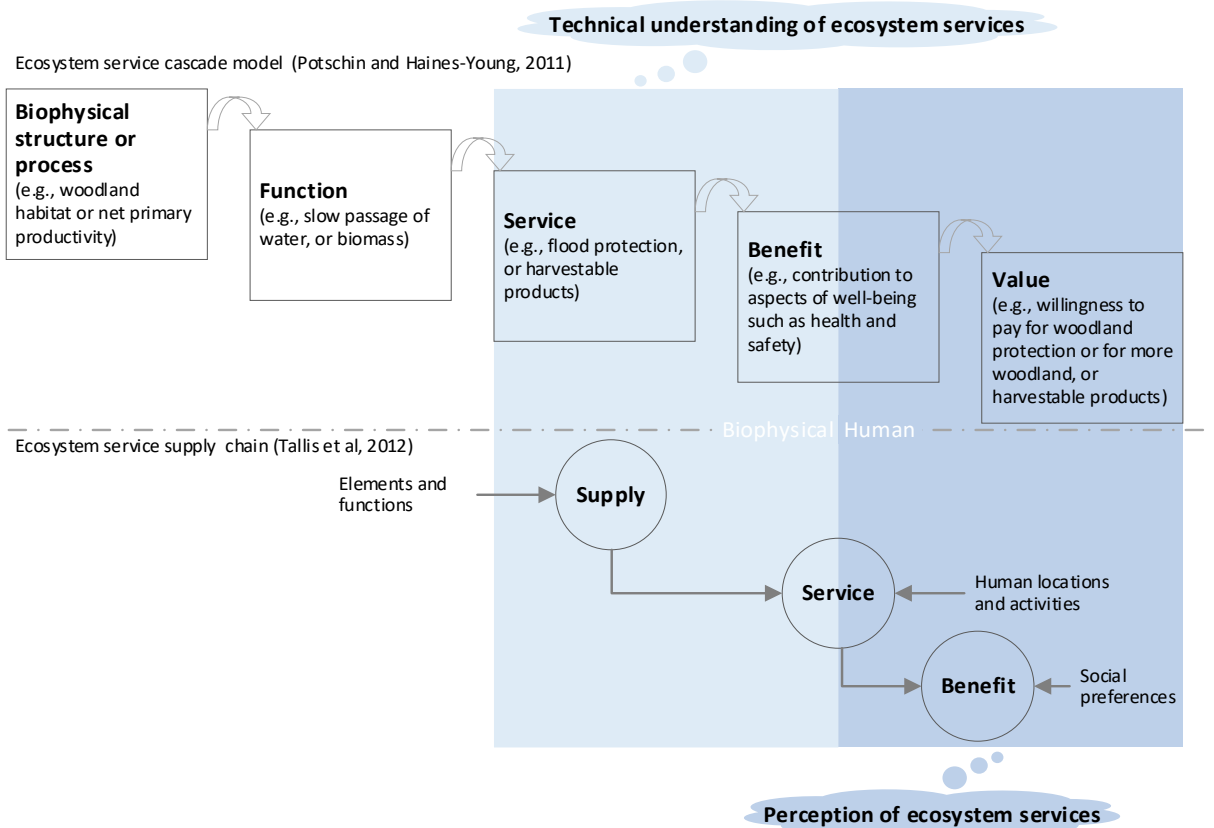 Technical understanding of ecosystem services
Ecosystem service cascade model (Potschin and Haines-Young, 2011)
Biophysical
structure or
process
(e.g., woodland
habitat or net primary
productivity)
Function
(e.g., slow passage of
water, or biomass)
Service
(e.g., flood protection,
or harvestable
products)
Benefit
(e.g., contribution to
aspects of well-being
such as health and
safety)
Value
(e.g., willingness to
pay for woodland
protection or for more
woodland, or
harvestable products)
Biophysical Human
Ecosystem service supply chain (Tallis et al, 2012)
Elements and
functions
Supply
Service
Human locations
and activities
Benefit
Social
preferences
Perception of ecosystem services